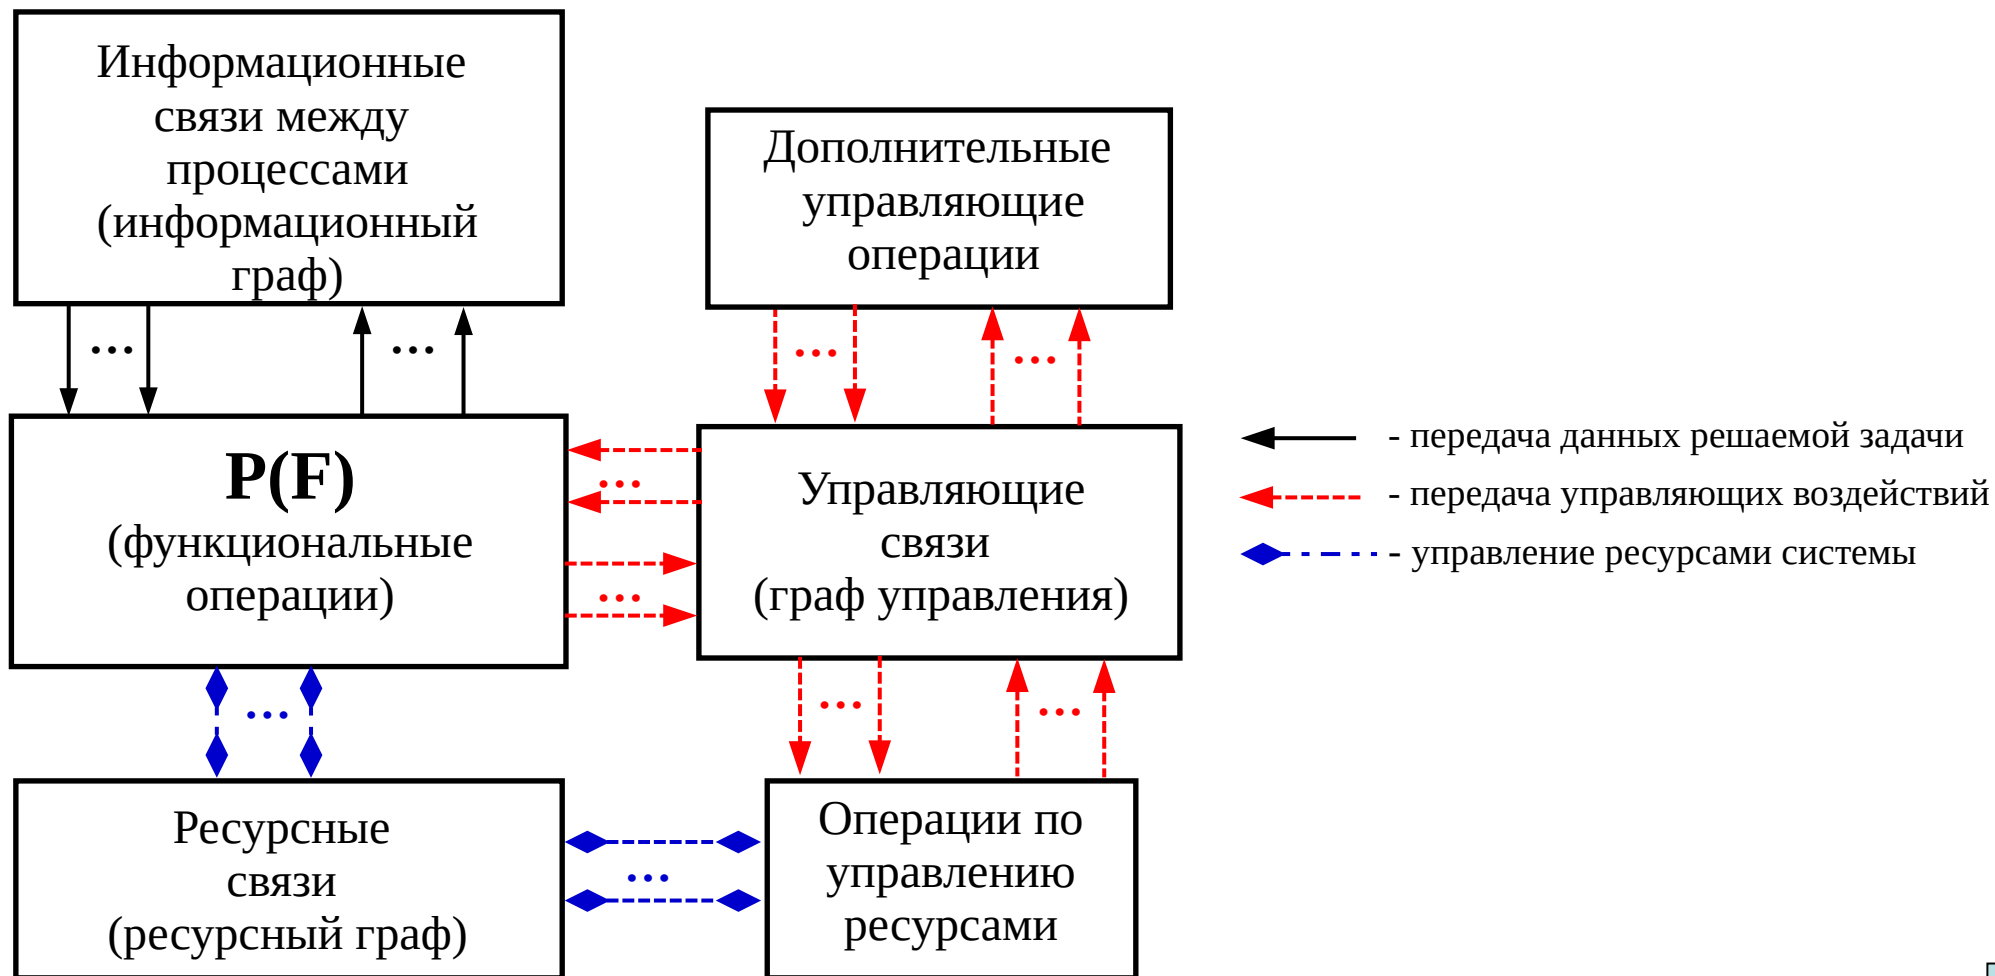 Информационные
связи между
процессами
(информационный
граф)
Дополнительные
управляющие
операции
...
...
...
...
P(F)
(функциональные
операции)
...
...
Управляющие
связи
(граф управления)
- передача данных решаемой задачи
- передача управляющих воздействий
- управление ресурсами системы
...
...
...
Ресурсные
связи
(ресурсный граф)
...
Операции по
управлению
ресурсами